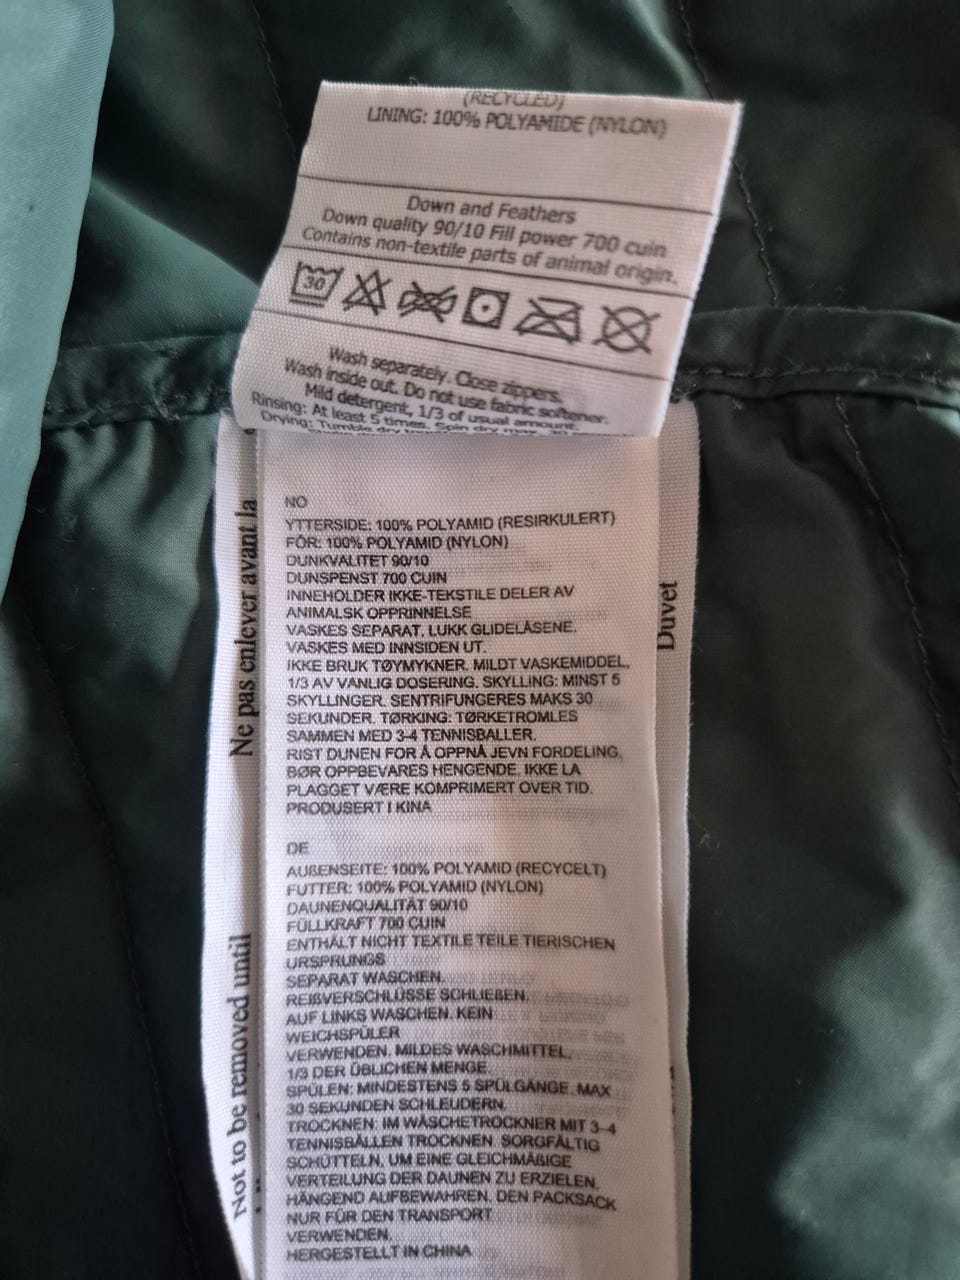 (RECYCLED)
LINING: 100% POLYAMIDE (NYLON)
Down and Feathers
Down quality 90/10 Fill power 700 cuin
Contains non-textile parts of animal origin.
30
Wash separately. Close zippers.
Wash inside out. Do not use fabric softener.
Mild detergent, 1/3 of usual amount.
Rinsing: At least 5 times. Spin dry max. 30
Drying: Tumble dry
NO
YTTERSIDE: 100% POLYAMID (RESIRKULERT)
FÔR: 100% POLYAMID (NYLON)
DUNKVALITET 90/10
DUNSPENST 700 CUIN
INNEHOLDER IKKE-TEKSTILE DELER AV
ANIMALSK OPPRINNELSE
VASKES SEPARAT. LUKK GLIDELÅSENE.
VASKES MED INNSIDEN UT.
IKKE BRUK TØYMYKNER. MILDT VASKEMIDDEL,
1/3 AV VANLIG DOSERING. SKYLLING: MINST 5
SKYLLINGER. SENTRIFUNGERES MAKS 30
SEKUNDER. TØRKING: TØRKETROMLES
SAMMEN MED 3-4 TENNISBALLER.
RIST DUNEN FOR Å OPPNÅ JEVN FORDELING.
BØR OPPBEVARES HENGENDE. IKKE LA
PLAGGET VÆRE KOMPRIMERT OVER TID.
PRODUSERT I KINA
DE
AUßENSEITE: 100% POLYAMID (RECYCELT)
FUTTER: 100% POLYAMID (NYLON)
DAUNENQUALITÄT 90/10
FÜLLKRAFT 700 CUIN
ENTHÄLT NICHT TEXTILE TEILE TIERISCHEN
URSPRUNGS
SEPARAT WASCHEN.
REIßVERSCHLÜSSE SCHLIEßEN.
AUF LINKS WASCHEN. KEIN
WEICHSPÜLER
VERWENDEN. MILDES WASCHMITTEL,
1/3 DER ÜBLICHEN MENGE.
SPÜLEN: MINDESTENS 5 SPÜLGÄNGE. MAX
30 SEKUNDEN SCHLEUDERN.
TROCKNEN: IM WÄSCHETROCKNER MIT 3-4
TENNISBÄLLEN TROCKNEN. SORGFÄLTIG
SCHÜTTELN, UM EINE GLEICHMÄßIGE
VERTEILUNG DER DAUNEN ZU ERZIELEN.
HÄNGEND AUFBEWAHREN. DEN PACKSACK
NUR FÜR DEN TRANSPORT
VERWENDEN.
HERGESTELLT IN CHINA
Ne pas enlever avant la
Not to be removed until
Duvet